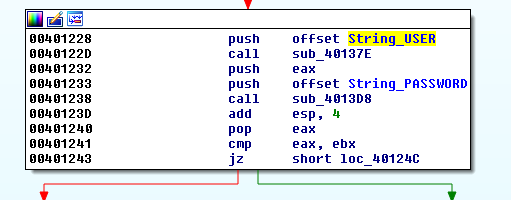 00401228 push offset String_USER
0040122D call sub_40137E
00401232 push eax
00401233 push offset String_PASSWORD
00401238 call sub_4013D8
0040123D add esp, 4
00401240 pop eax
00401241 cmp eax, ebx
00401243 jz short loc_40124C